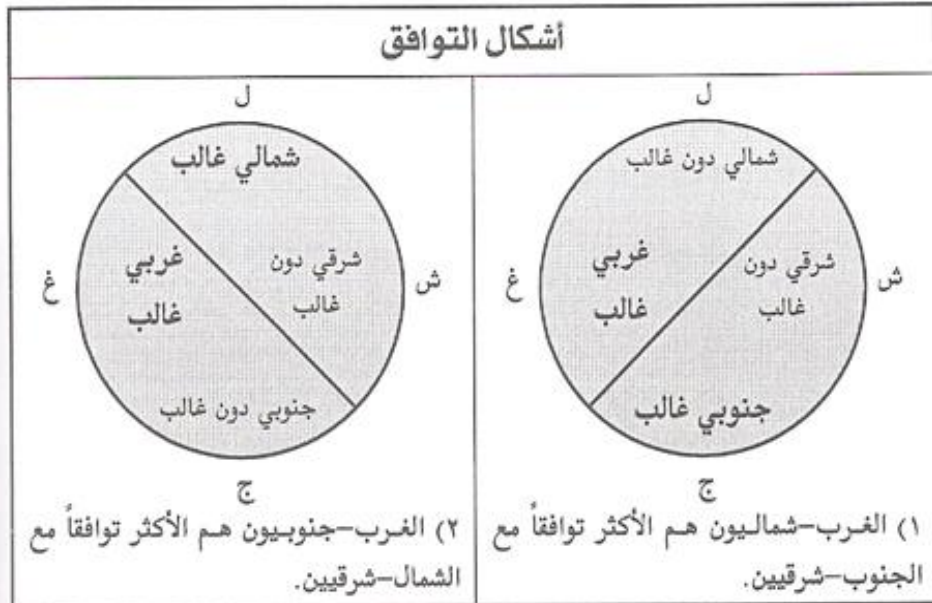 أشكال التوافق
ل
شمالي دون غالب
غربي
غالب
شرقي دون
غالب
جنوبي غالب
ش
ج
١) الغرب–شماليون هم الأكثر توافقاً مع
الجنوب–شرقيين.
ل
شمالي غالب
شرقي دون
غالب
غربي
غالب
جنوبي دون غالب
ش
غ
ج
٢) الغرب–جنوبيون هم الأكثر توافقاً مع
الشمال–شرقيين.